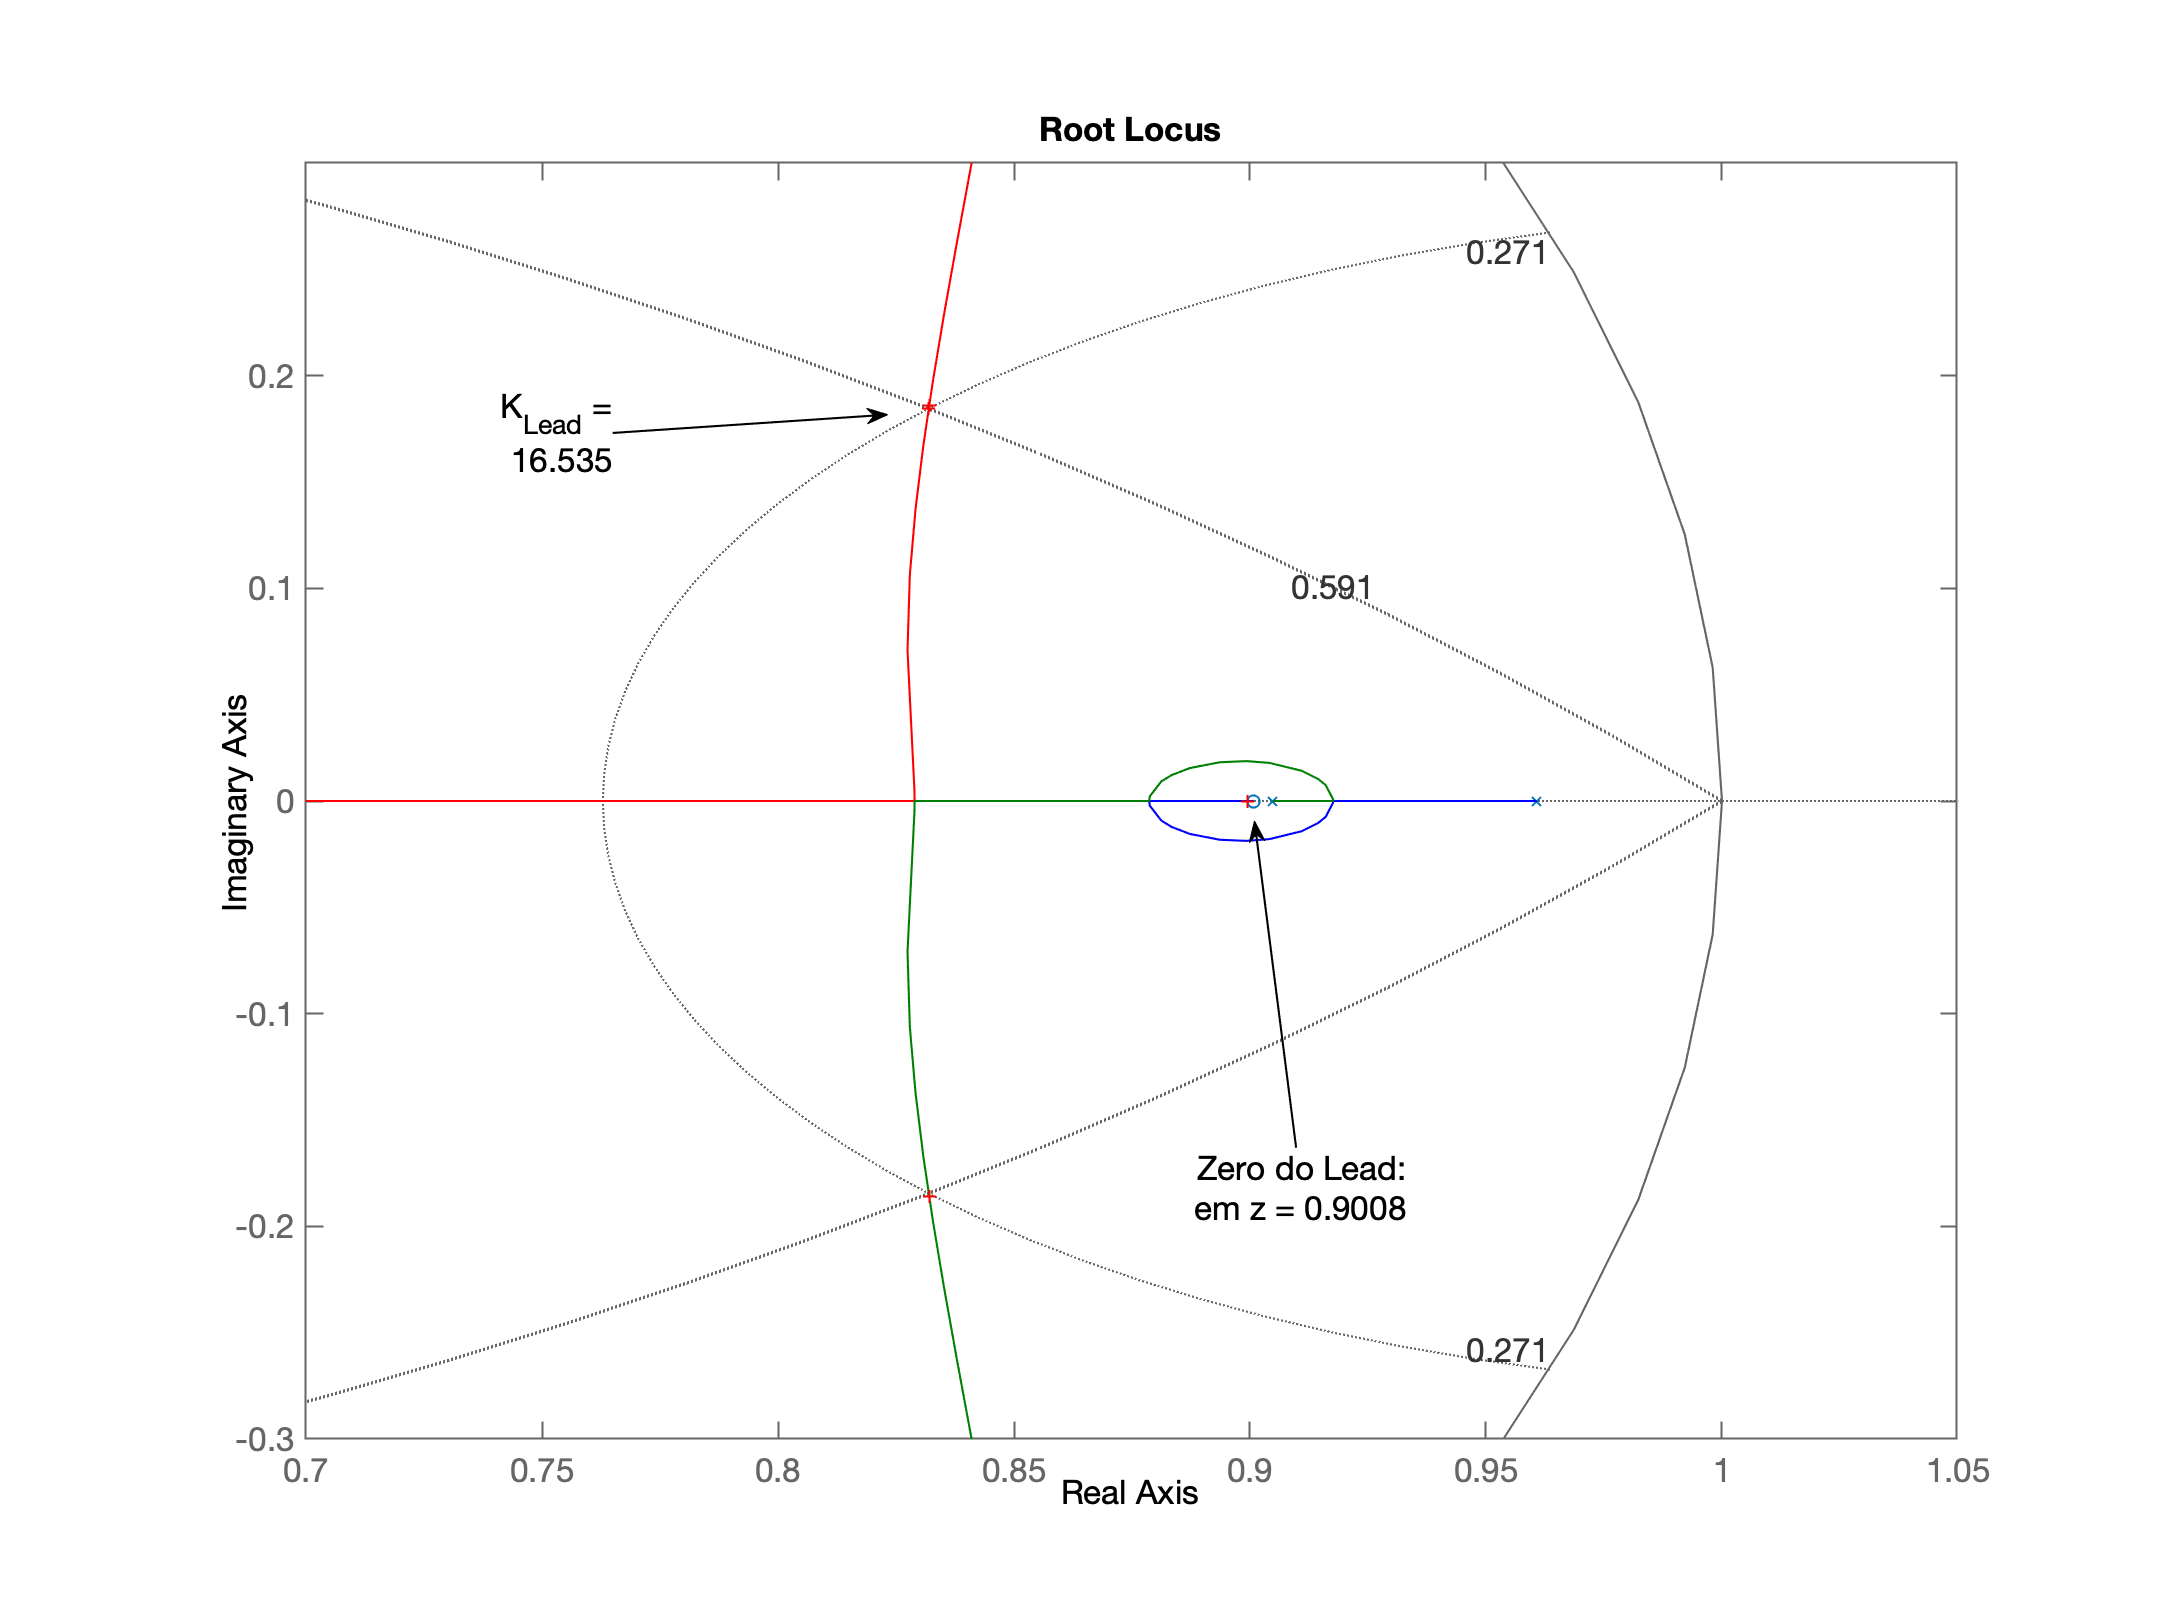 Root Locus
0.271
0.2
K_Lead =
16.535
0.1
0.591
Imaginary Axis
0
-0.1
Zero do Lead:
em z = 0.9008
-0.2
0.271
-0.3
0.7 0.75 0.8 0.85 0.9 0.95 1 1.05
Real Axis